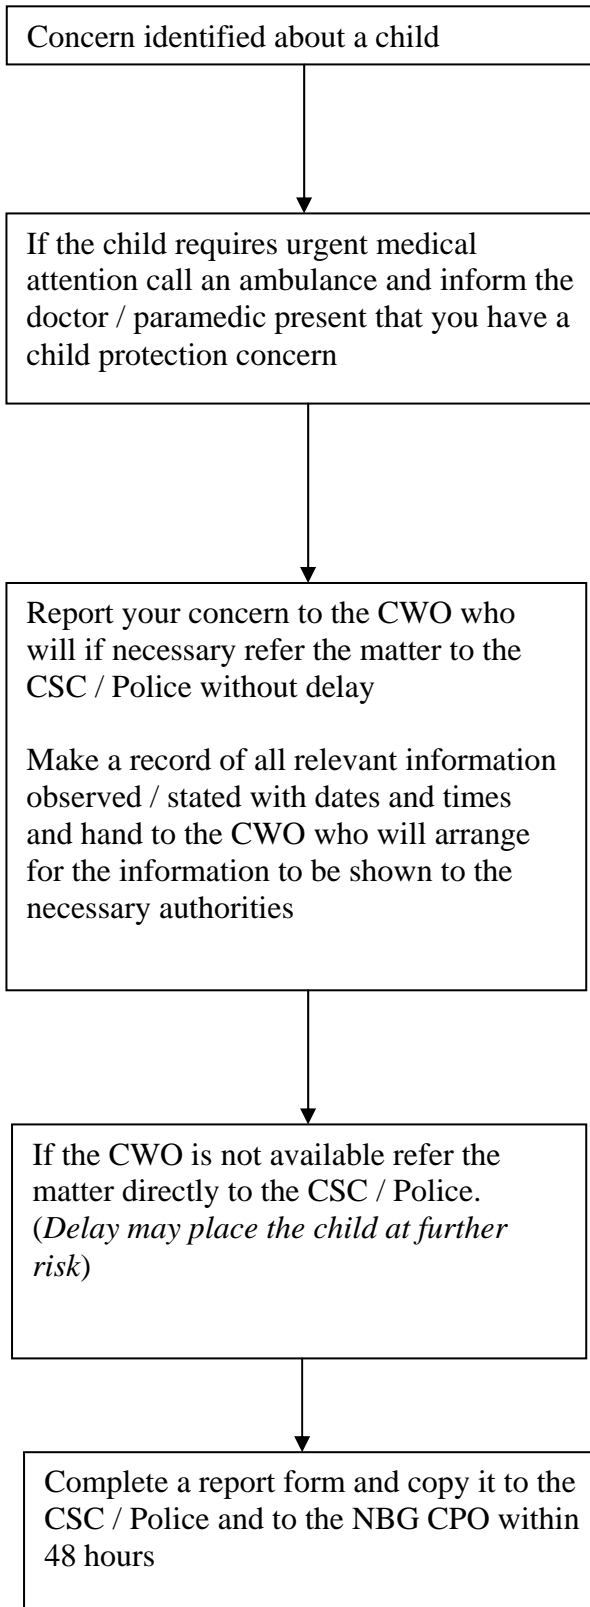 Concern identified about a child
If the child requires urgent medical
attention call an ambulance and inform the
doctor / paramedic present that you have a
child protection concern
Report your concern to the CWO who
will if necessary refer the matter to the
CSC / Police without delay
Make a record of all relevant information
observed / stated with dates and times
and hand to the CWO who will arrange
for the information to be shown to the
necessary authorities
If the CWO is not available refer the
matter directly to the CSC / Police.
(Delay may place the child at further
risk)
Complete a report form and copy it to the
CSC / Police and to the NBG CPO within
48 hours